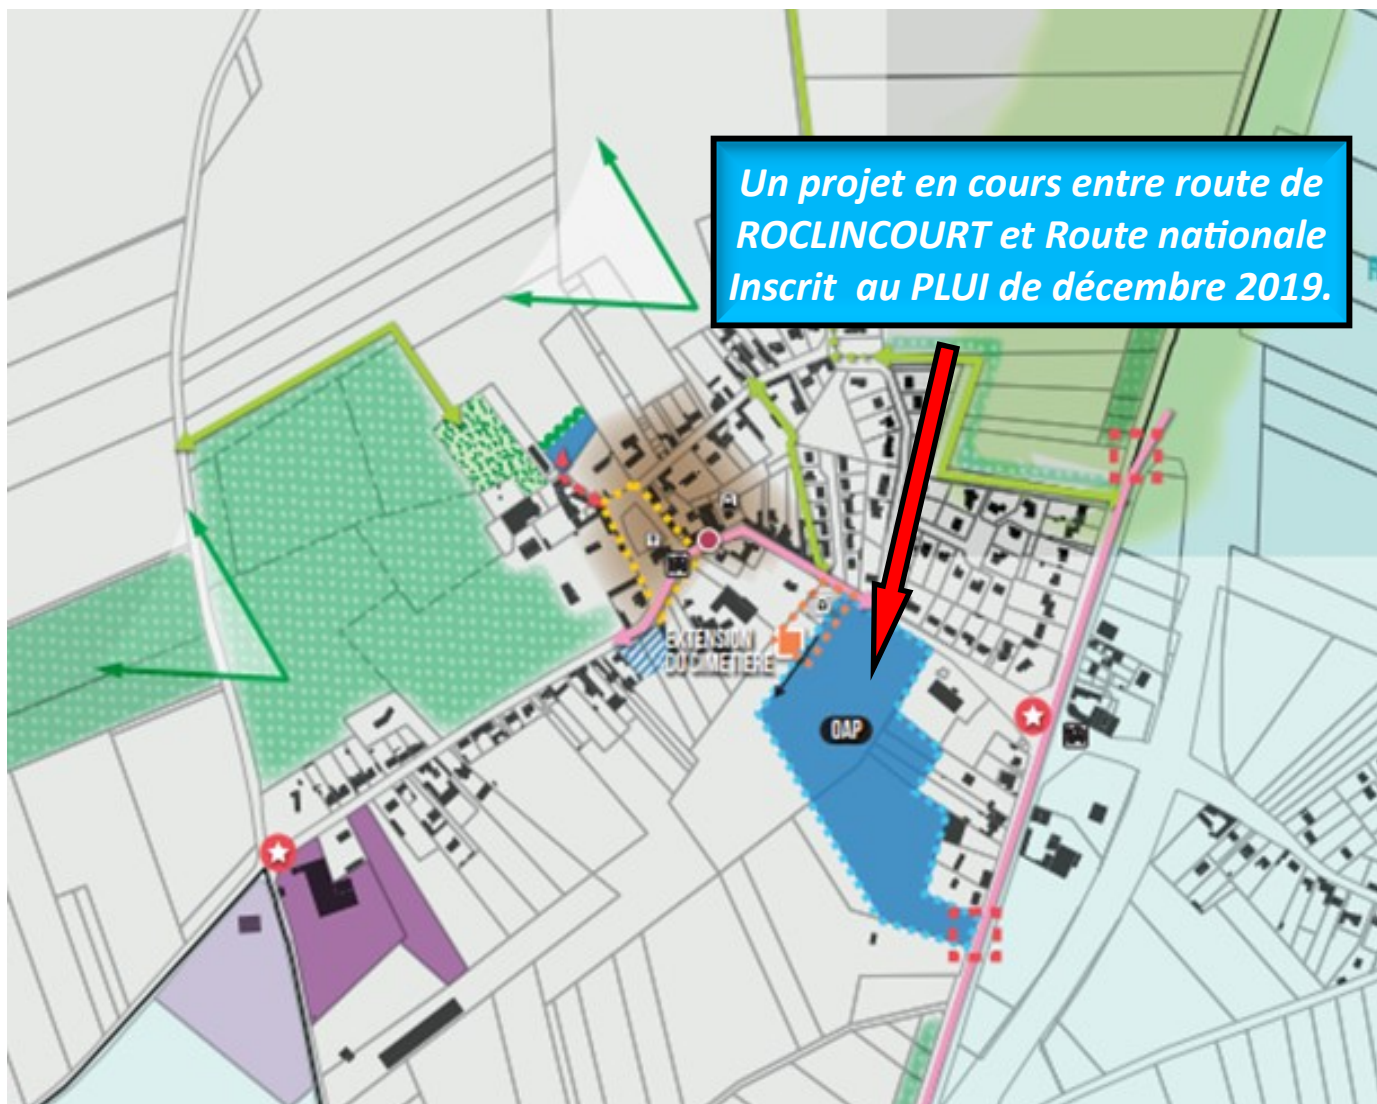 Un projet en cours entre route de
ROCLINCOURT et Route nationale
Inscrit au PLUI de décembre 2019.
R
EXTENSION
DU CIMETIERE
OAP